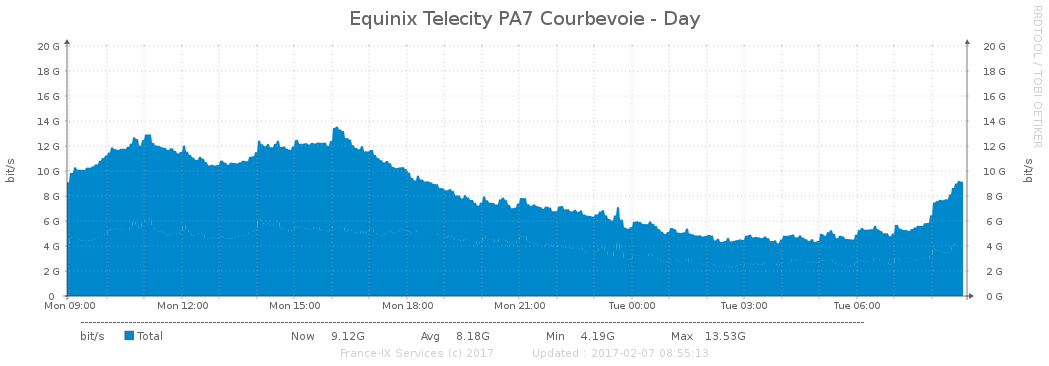 Equinix Telecity PA7 Courbevoie - Day
RRDTOOL / TOBI OETIKER
bit/s
20 G 20 G
18 G 18 G
16 G 16 G
14 G 14 G
12 G 12 G
10 G 10 G
8 G 8 G
6 G 6 G
4 G 4 G
2 G 2 G
0 0 G
bit/s
Mon 09:00 Mon 12:00 Mon 15:00 Mon 18:00 Mon 21:00 Tue 00:00 Tue 03:00 Tue 06:00
bit/s Total Now 9.12G Avg 8.18G Min 4.19G Max 13.53G
France-IX Services (c) 2017 Updated : 2017-02-07 08:55:13